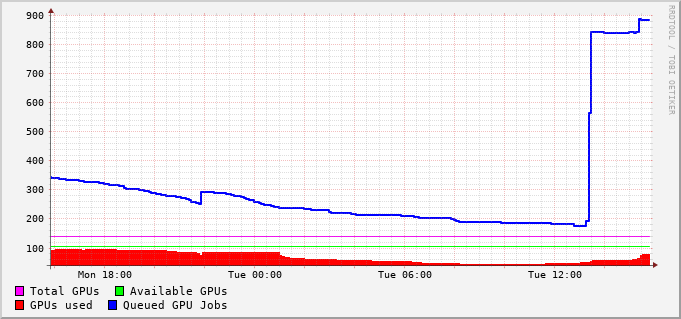 RRDTOOL / TOBI OETIKER
900
800
700
600
500
400
300
200
100
Mon 18:00 Tue 00:00 Tue 06:00 Tue 12:00
Total GPUs Available GPUs
GPUs used Queued GPU Jobs